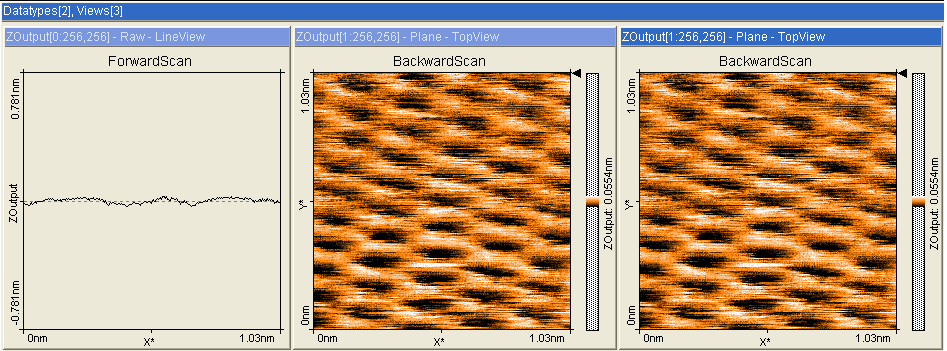 Datatypes[2], Views[3]
ZOutput[0:256,256] - Raw - LineView
ForwardScan
0.781nm
ZOutput
-0.781nm
0nm
X*
1.03nm
ZOutput[1:256,256] - Plane - TopView
BackwardScan
1.03nm
Y*
0nm
0nm
X*
1.03nm
ZOutput: 0.0554nm
ZOutput[1:256,256] - Plane - TopView
BackwardScan
1.03nm
Y*
0nm
0nm
X*
1.03nm
ZOutput: 0.0554nm